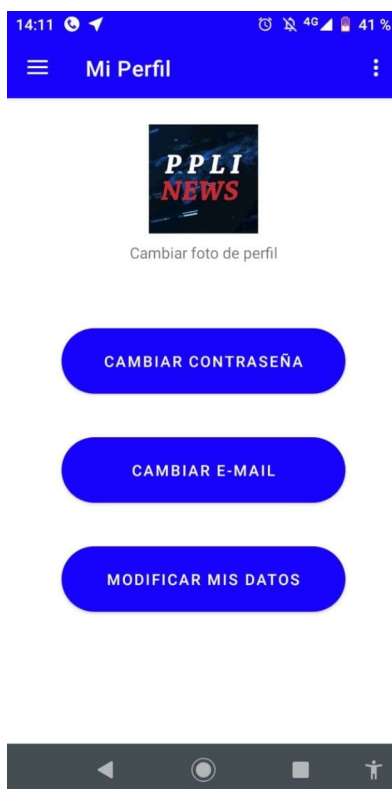 14:11 4G 41 %
Mi Perfil
PPLI
NEWS
Cambiar foto de perfil
CAMBIAR CONTRASEÑA
CAMBIAR E-MAIL
MODIFICAR MIS DATOS